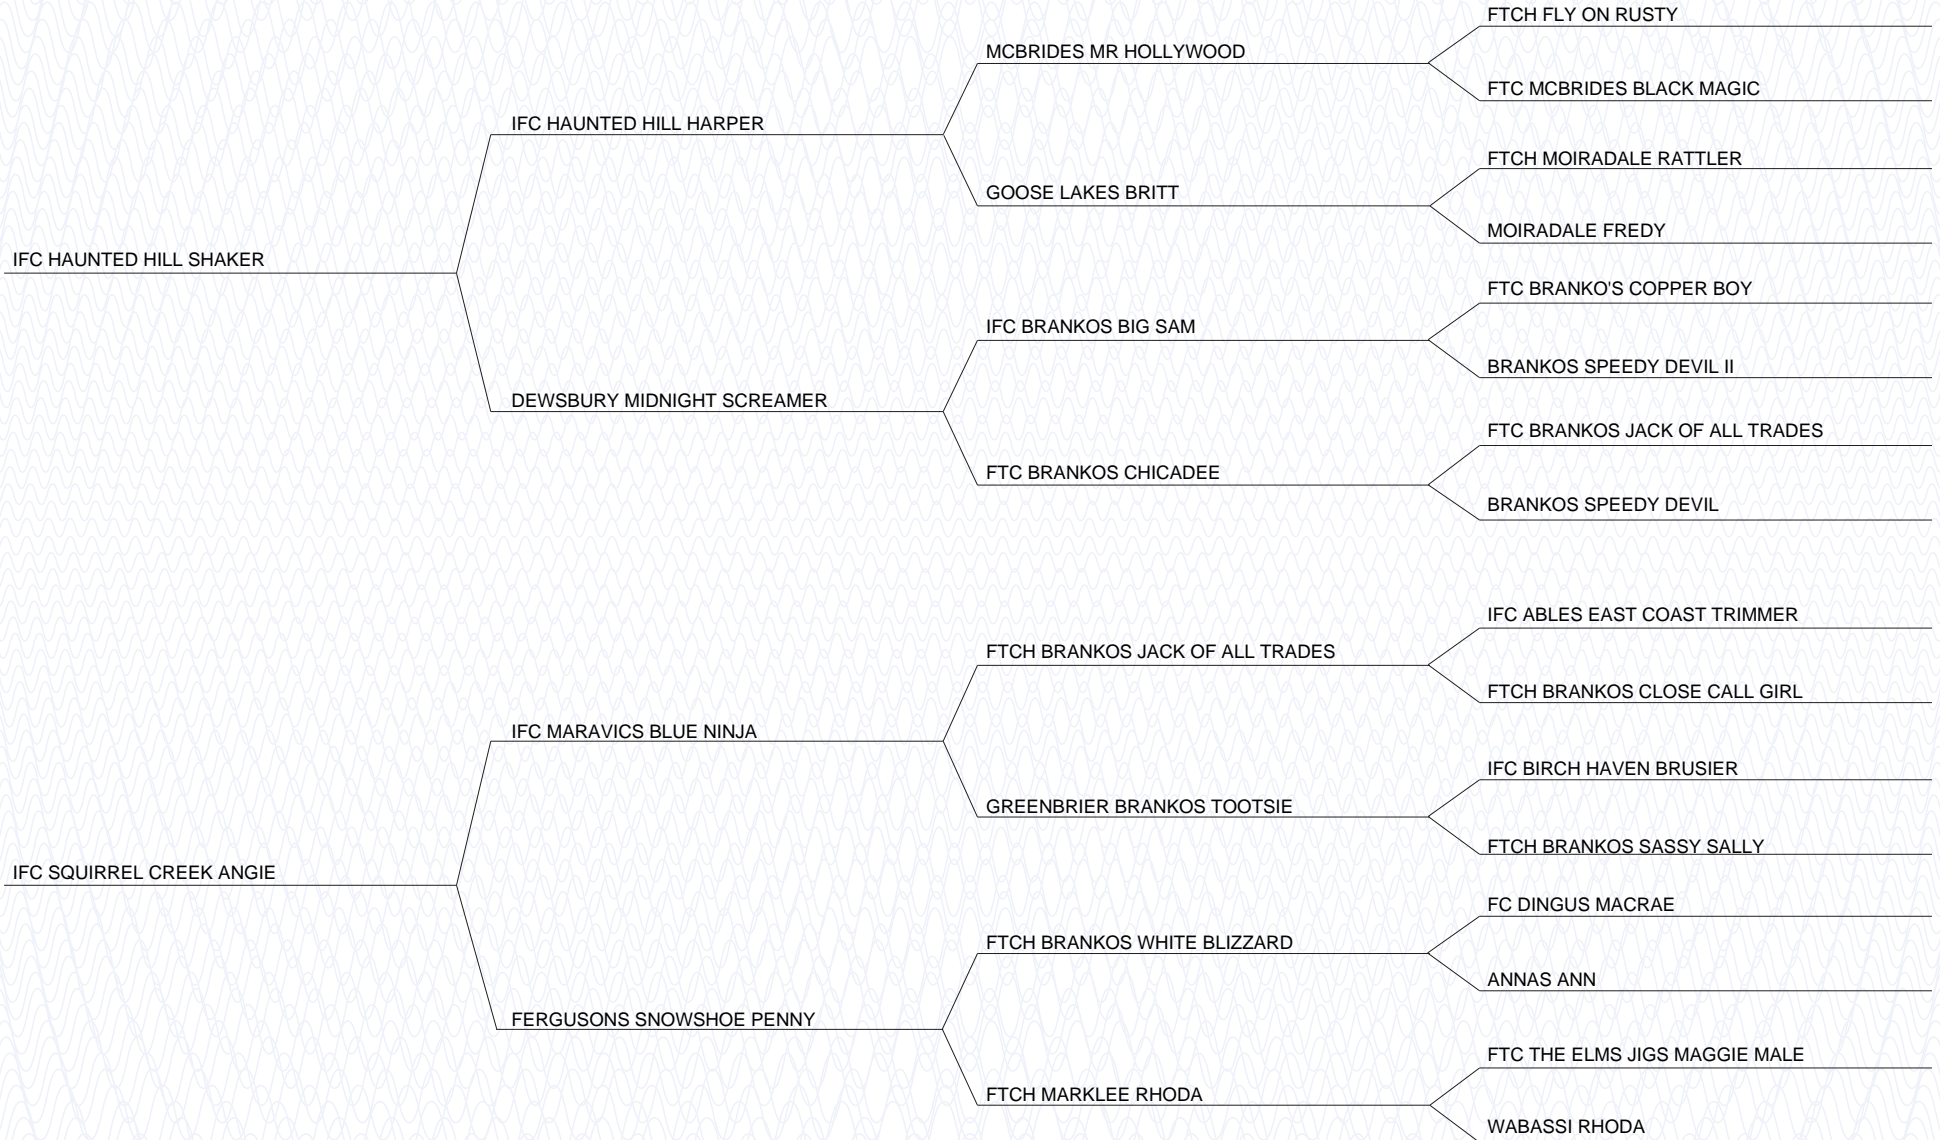 FTCH FLY ON RUSTY
MCBRIDES MR HOLLYWOOD
FTC MCBRIDES BLACK MAGIC
IFC HAUNTED HILL HARPER
FTCH MOIRADALE RATTLER
GOOSE LAKES BRITT
MOIRADALE FREDY
IFC HAUNTED HILL SHAKER
FTC BRANKO'S COPPER BOY
IFC BRANKOS BIG SAM
BRANKOS SPEEDY DEVIL II
DEWSBURY MIDNIGHT SCREAMER
FTC BRANKOS JACK OF ALL TRADES
FTC BRANKOS CHICADEE
BRANKOS SPEEDY DEVIL
IFC ABLES EAST COAST TRIMMER
FTCH BRANKOS JACK OF ALL TRADES
FTCH BRANKOS CLOSE CALL GIRL
IFC MARAVICS BLUE NINJA
IFC BIRCH HAVEN BRUSIER
GREENBRIER BRANKOS TOOTSIE
FTCH BRANKOS SASSY SALLY
IFC SQUIRREL CREEK ANGIE
FC DINGUS MACRAE
FTCH BRANKOS WHITE BLIZZARD
ANNAS ANN
FERGUSONS SNOWSHOE PENNY
FTC THE ELMS JIGS MAGGIE MALE
FTCH MARKLEE RHODA
WABASSI RHODA